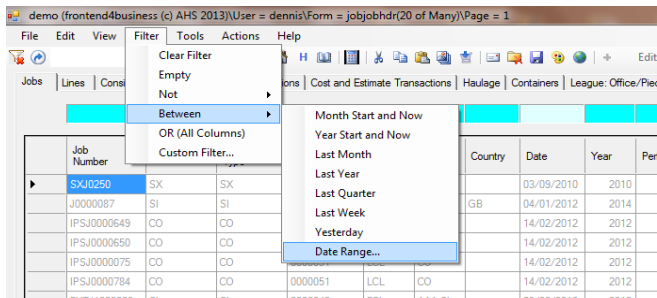 demo (frontend4business (c) AHS 2013)\User = dennis\Form = jobjobhdr(20 of Many)\Page = 1
File Edit View Filter Tools Actions Help
Edit
Jobs Lines Consi ions Cost and Estimate Transactions Haulage Containers League: Office/Piec
Clear Filter
Empty
Not
Between
OR (All Columns)
Custom Filter...
Month Start and Now
Year Start and Now
Last Month
Last Year
Last Quarter
Last Week
Yesterday
Date Range...
Job Number Country Date Year Per
SXJ0250 SX SX 03/09/2010 2010
J0000087 SI SI GB 04/01/2012 2014
IPSJ0000649 CO CO 14/02/2012 2012
IPSJ0000650 CO CO 14/02/2012 2012
IPSJ0000075 CO CO 14/02/2012 2012
IPSJ0000784 CO CO 0000051 LCL CO 14/02/2012 2012